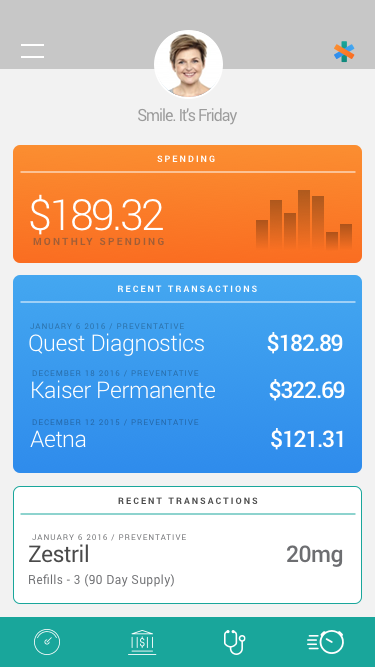 Smile. It's Friday
SPENDING
$189.32
MONTHLY SPENDING
RECENT TRANSACTIONS
JANUARY 6 2016 / PREVENTATIVE
Quest Diagnostics $182.89
DECEMBER 18 2016 / PREVENTATIVE
Kaiser Permanente $322.69
DECEMBER 12 2015 / PREVENTATIVE
Aetna $121.31
RECENT TRANSACTIONS
JANUARY 6 2016 / PREVENTATIVE
Zestril 20mg
Refills - 3 (90 Day Supply)